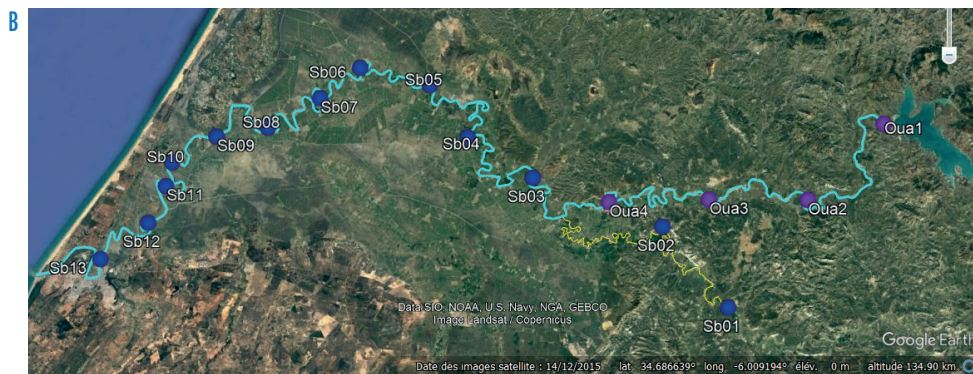 B
Sb06
Sb05
Sb07
Sb08
Sb09
Sb04
Oua1
Sb10
Sb11
Sb03
Oua4
Oua3
Oua2
Sb12
Sb02
Sb13
Sb01
Data SIO, NOAA, U.S. Navy, NGA, GEBCO
Image Landsat / Copernicus
Google Earth
Date des images satellite : 14/12/2015 lat. 34.686639° long -6.009194° élév. 0 m altitude 134.90 km